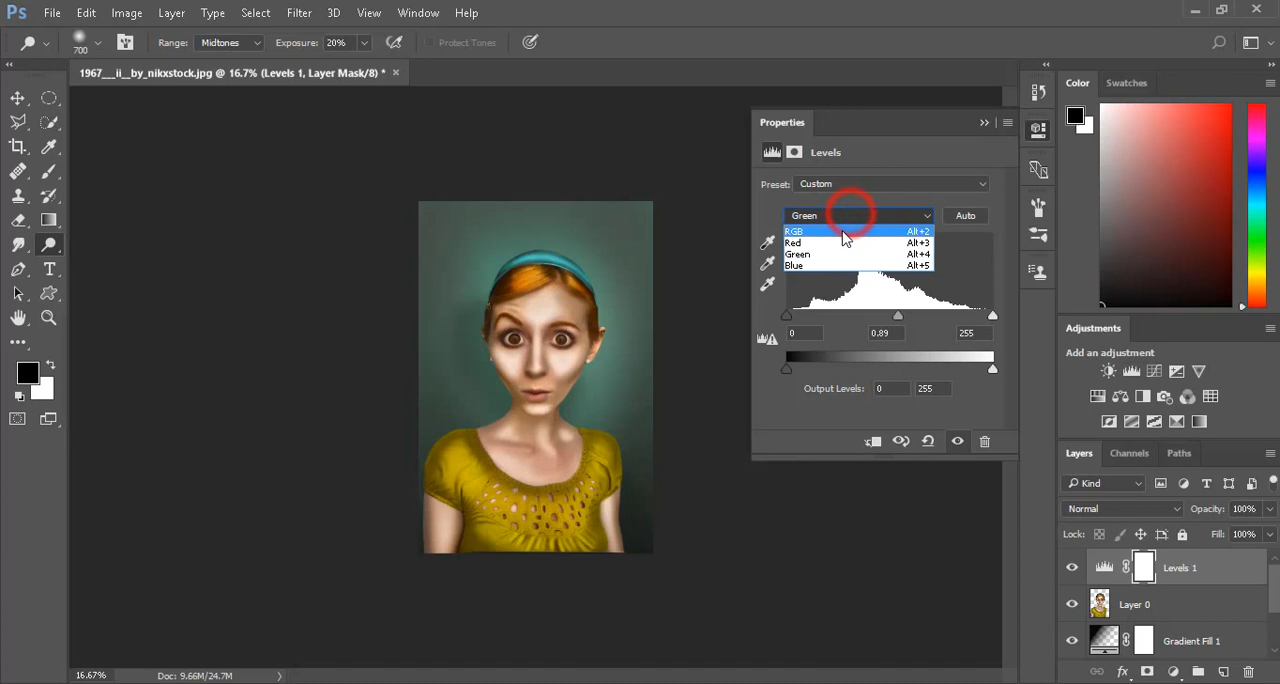 Ps File Edit Image Layer Type Select Filter 3D View Window Help
700 Range: Midtones Exposure: 20% Protect Tones
1967__ii__by_nikxstock.jpg @ 16.7% (Levels 1, Layer Mask/8) * ×
Properties
Levels
Preset: Custom
Green Auto
RGB Alt+2
Red Alt+3
Green Alt+4
Blue Alt+5
0 0.89 255
Output Levels: 0 255
Color Swatches
Adjustments
Add an adjustment
Layers Channels Paths
Kind
Normal Opacity: 100%
Lock: Fill: 100%
Levels 1
Layer 0
Gradient Fill 1
16.67% Doc: 9.66M/24.7M